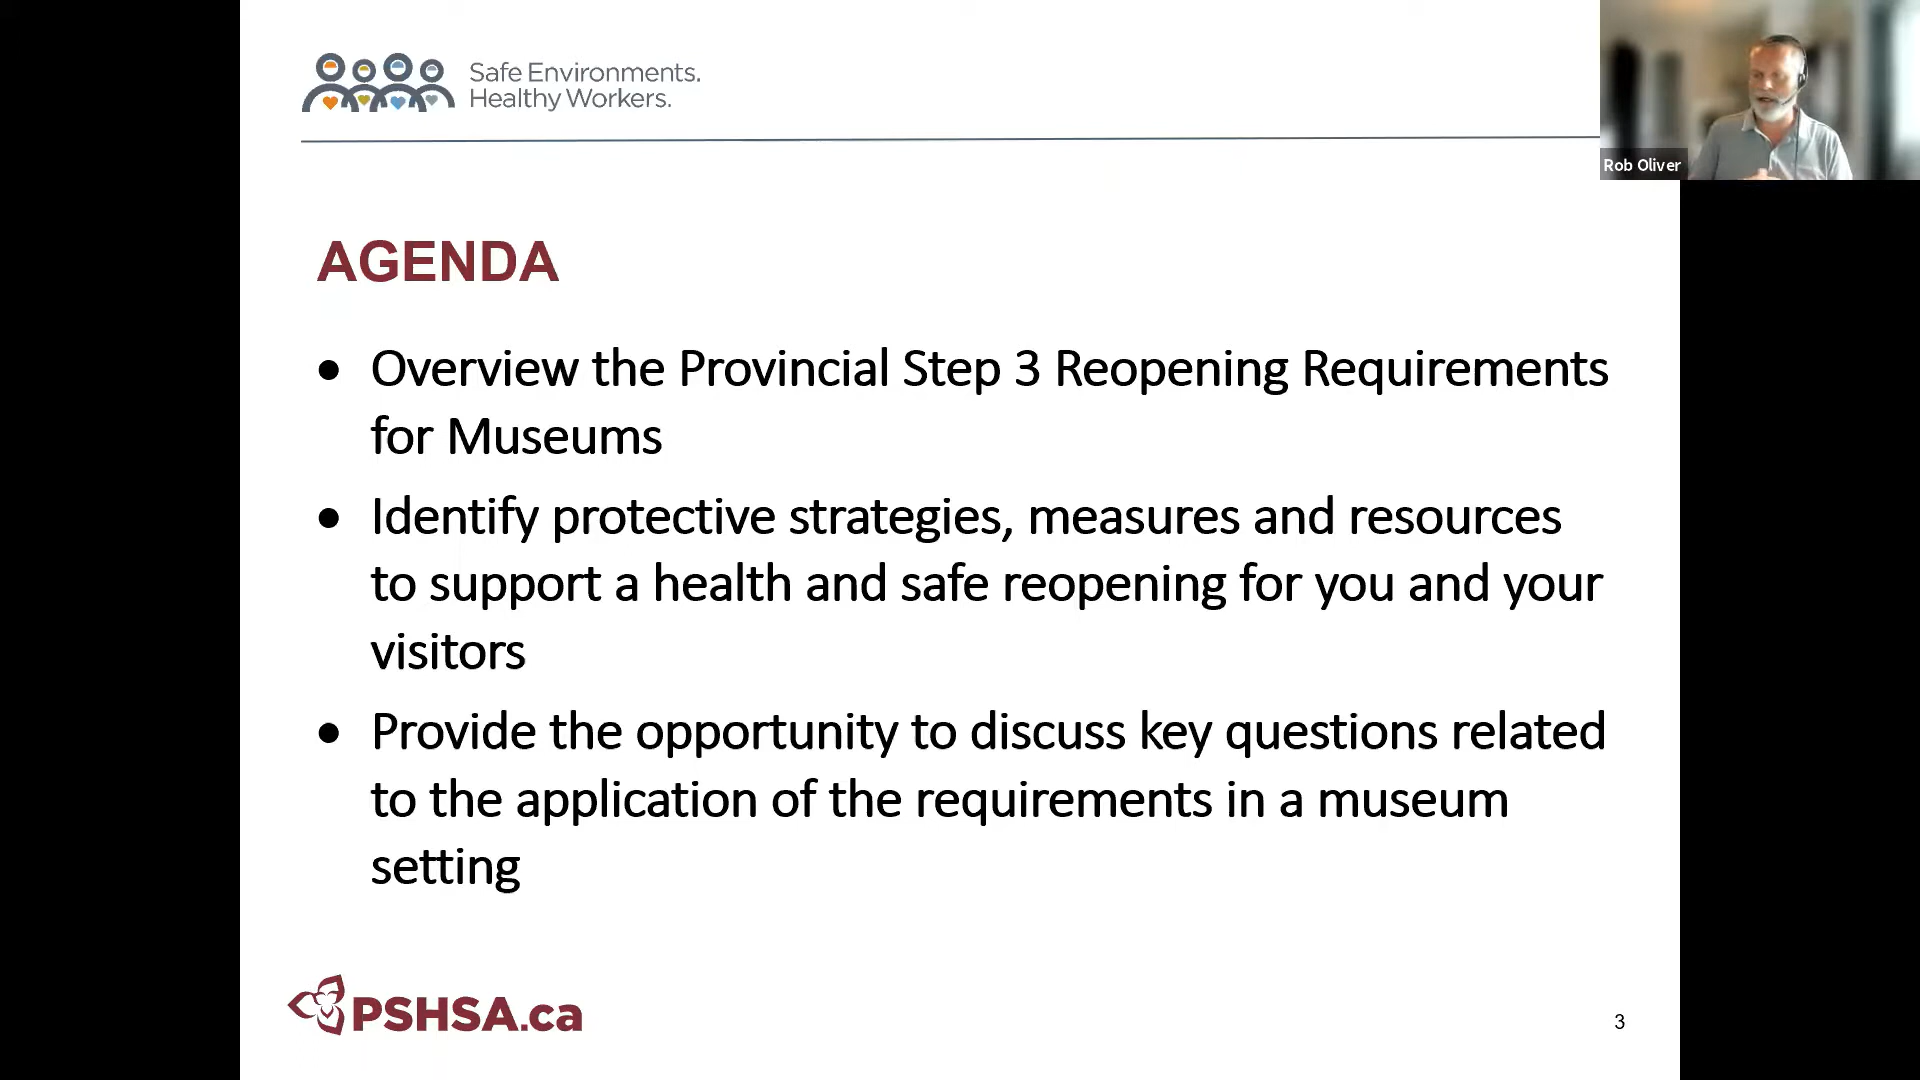 Safe Environments.
Healthy Workers.
Rob Oliver
AGENDA
• Overview the Provincial Step 3 Reopening Requirements
for Museums
• Identify protective strategies, measures and resources
to support a health and safe reopening for you and your
visitors
• Provide the opportunity to discuss key questions related
to the application of the requirements in a museum
setting
PSHSA.ca
3